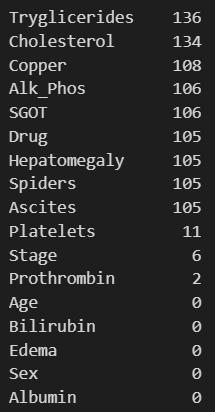 Tryglicerides 136
Cholesterol 134
Copper 108
Alk_Phos 106
SGOT 106
Drug 105
Hepatomegaly 105
Spiders 105
Ascites 105
Platelets 11
Stage 6
Prothrombin 2
Age 0
Bilirubin 0
Edema 0
Sex 0
Albumin 0